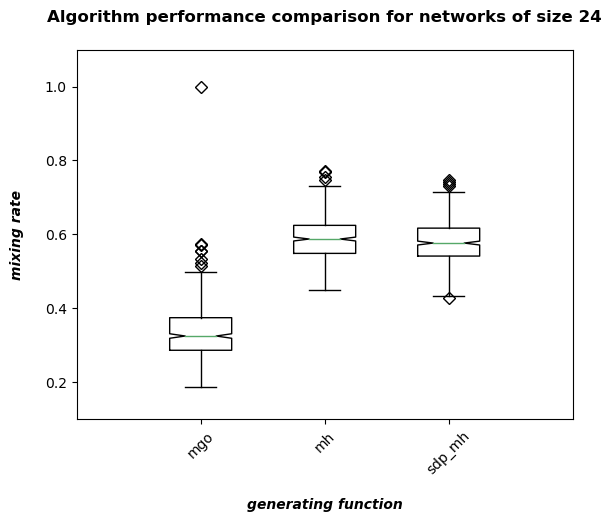 Algorithm performance comparison for networks of size 24
1.0
0.8
0.6
0.4
0.2
mixing rate
mgo
mh
sdp_mh
generating function